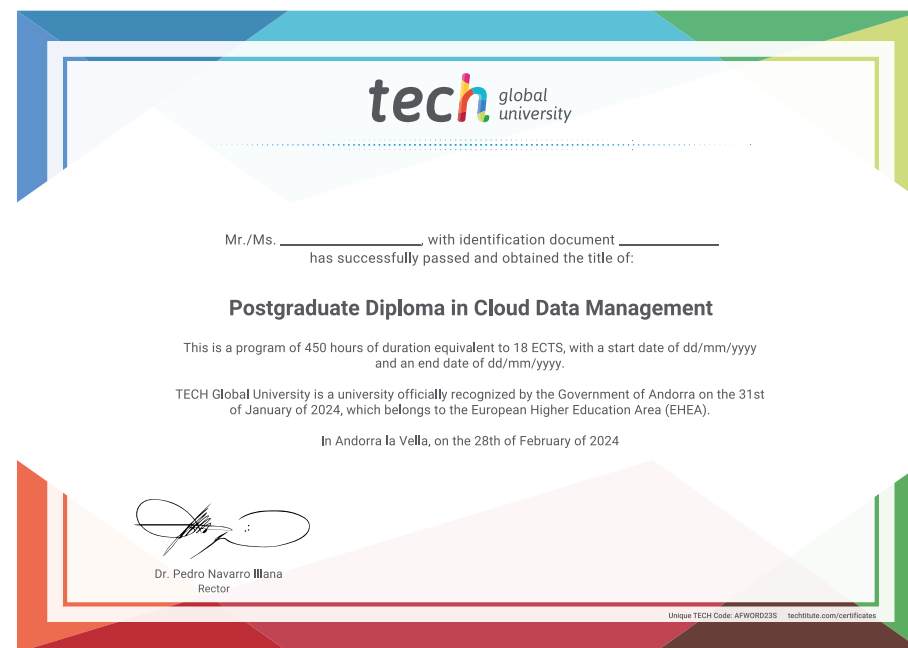 tech global university
Mr./Ms. ____________________, with identification document ______________
has successfully passed and obtained the title of:
Postgraduate Diploma in Cloud Data Management
This is a program of 450 hours of duration equivalent to 18 ECTS, with a start date of dd/mm/yyyy
and an end date of dd/mm/yyyy.
TECH Global University is a university officially recognized by the Government of Andorra on the 31st
of January of 2024, which belongs to the European Higher Education Area (EHEA).
In Andorra la Vella, on the 28th of February of 2024
Dr. Pedro Navarro Illana
Rector
Unique TECH Code: AFWORD23S techtitute.com/certificates